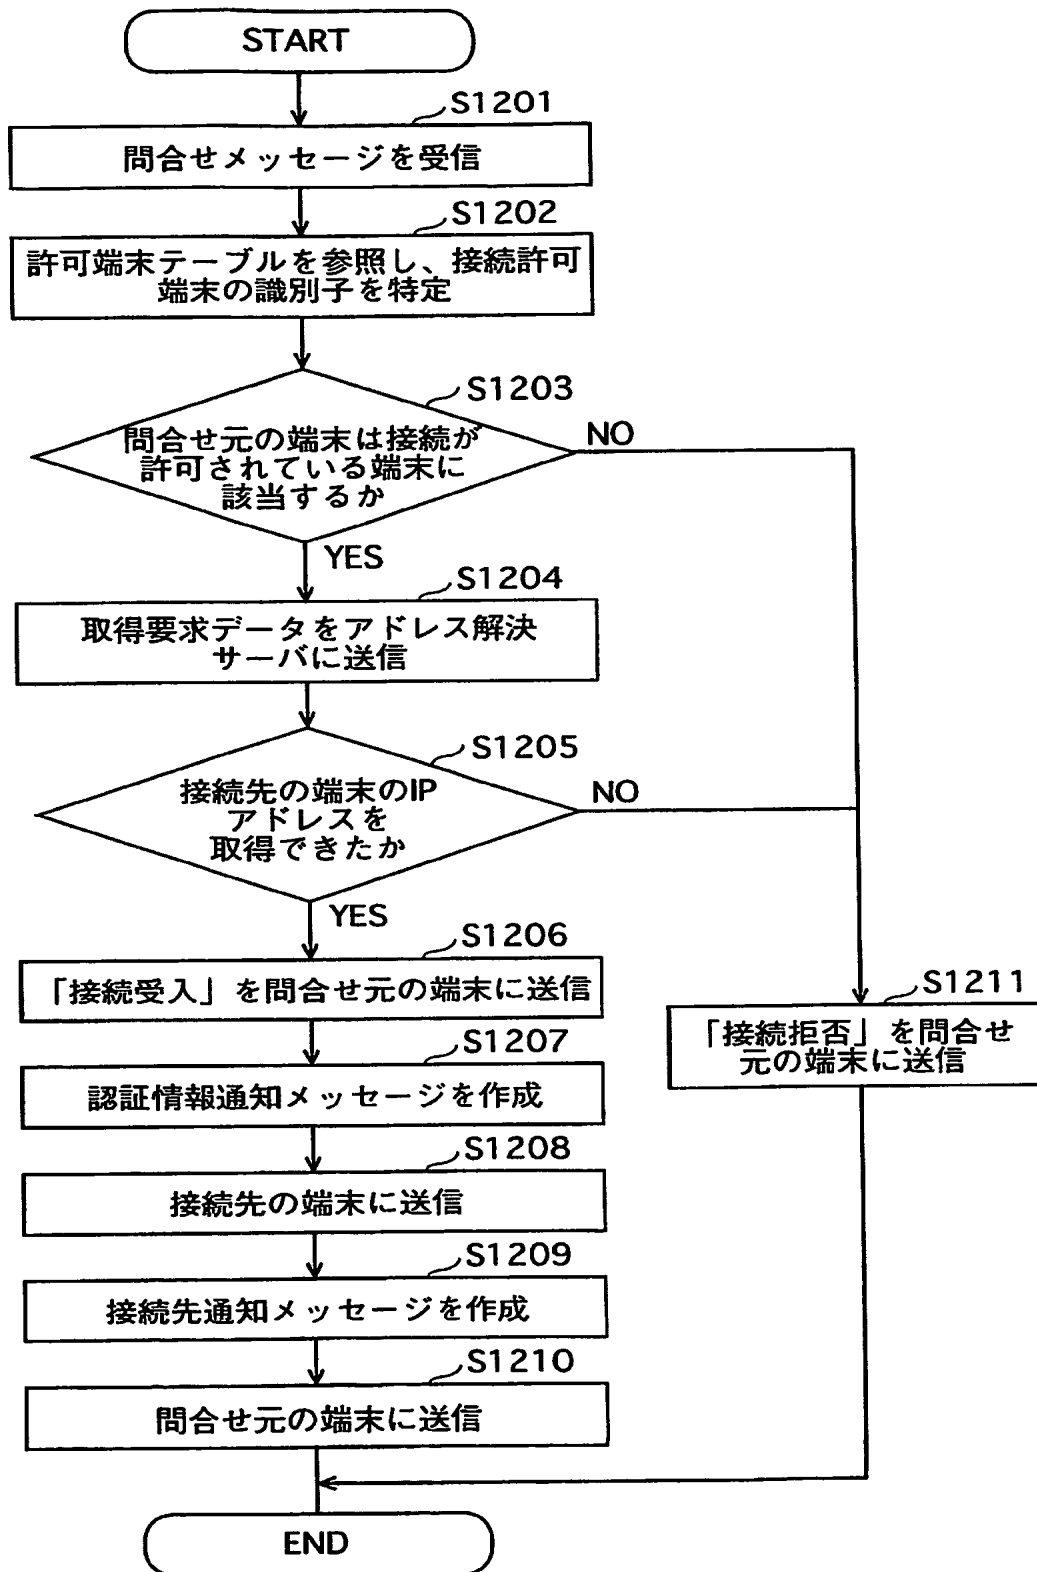 START
S1201
問合せメッセージを受信
S1202
許可端末テーブルを参照し、接続許可
端末の識別子を特定
S1203
問合せ元の端末は接続が
許可されている端末に
該当するか
NO
YES
S1204
取得要求データをアドレス解決
サーバに送信
S1205
接続先の端末のIP
アドレスを
取得できたか
NO
YES
S1206
「接続受入」を問合せ元の端末に送信
S1211
「接続拒否」を問合せ
元の端末に送信
S1207
認証情報通知メッセージを作成
S1208
接続先の端末に送信
S1209
接続先通知メッセージを作成
S1210
問合せ元の端末に送信
END